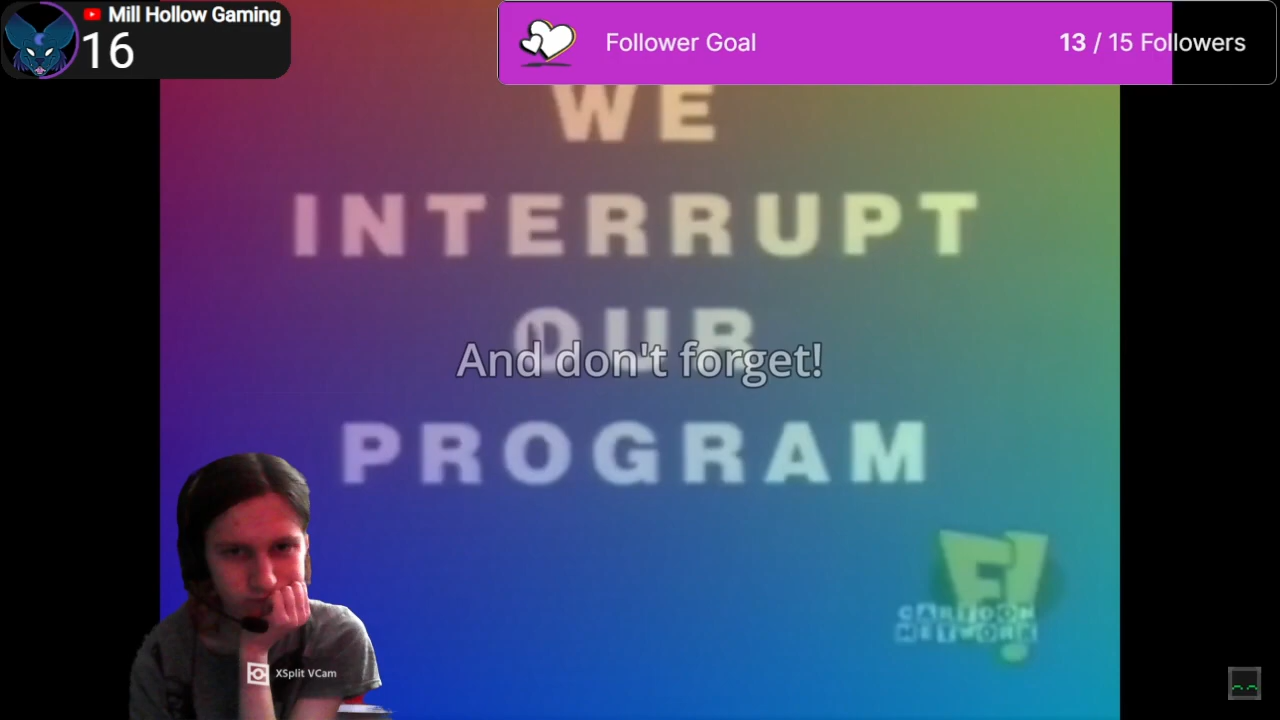 Mill Hollow Gaming
16
Follower Goal
13 / 15 Followers
WE
INTERRUPT
OUR
And don't forget!
PROGRAM
F!
CARTOON
NETWORK
XSplit VCam